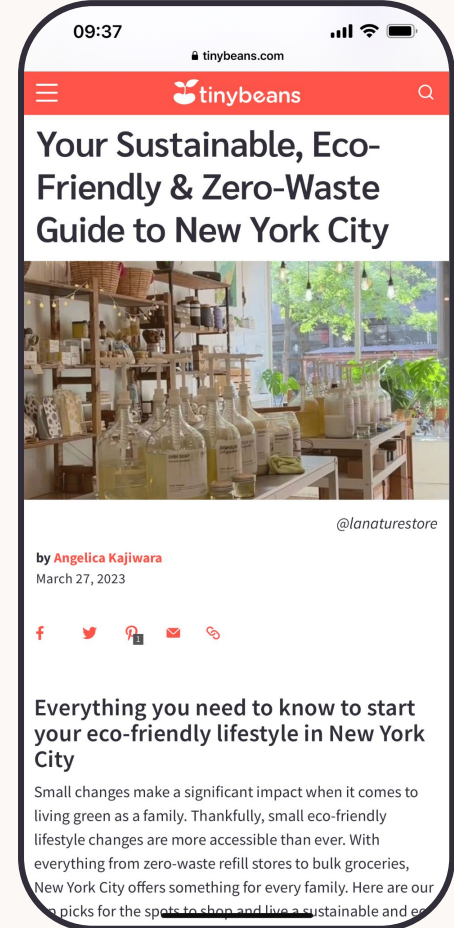 09:37
tinybeans.com
tinybeans
Your Sustainable, Eco-
Friendly & Zero-Waste
Guide to New York City
@lanaturestore
by Angelica Kajiwara
March 27, 2023
1
Everything you need to know to start
your eco-friendly lifestyle in New York
City
Small changes make a significant impact when it comes to
living green as a family. Thankfully, small eco-friendly
lifestyle changes are more accessible than ever. With
everything from zero-waste refill stores to bulk groceries,
New York City offers something for every family. Here are our
picks for the spots to shop and live a sustainable and